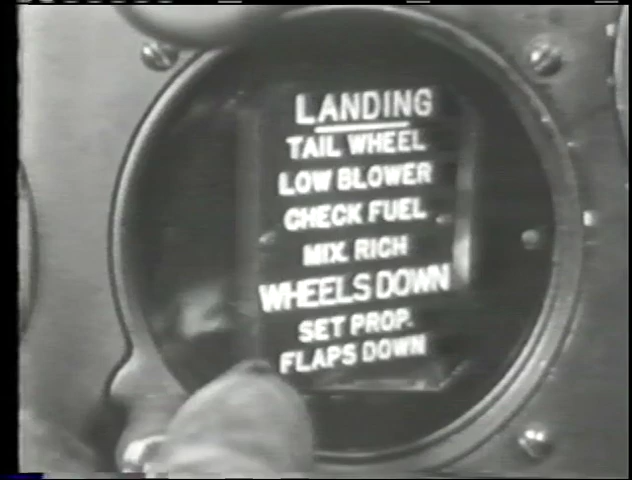 LANDING
TAIL WHEEL
LOW BLOWER
CHECK FUEL
MIX. RICH
WHEELS DOWN
SET PROP.
FLAPS DOWN